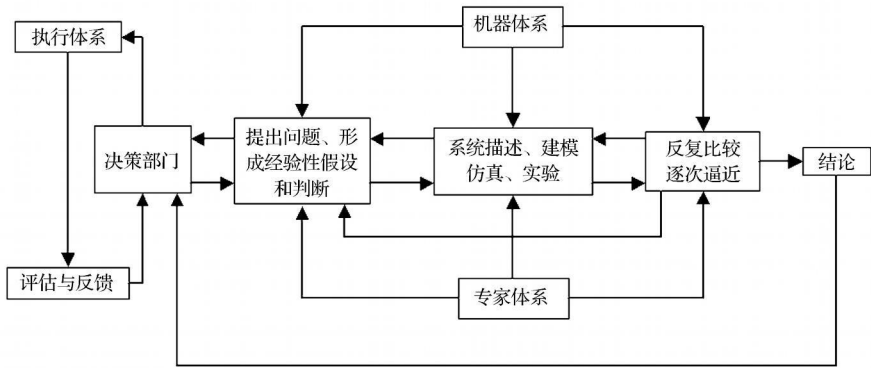 机器体系
执行体系
决策部门
提出问题、形
成经验性假设
和判断
系统描述、建模
仿真、实验
反复比较
逐次逼近
结论
评估与反馈
专家体系